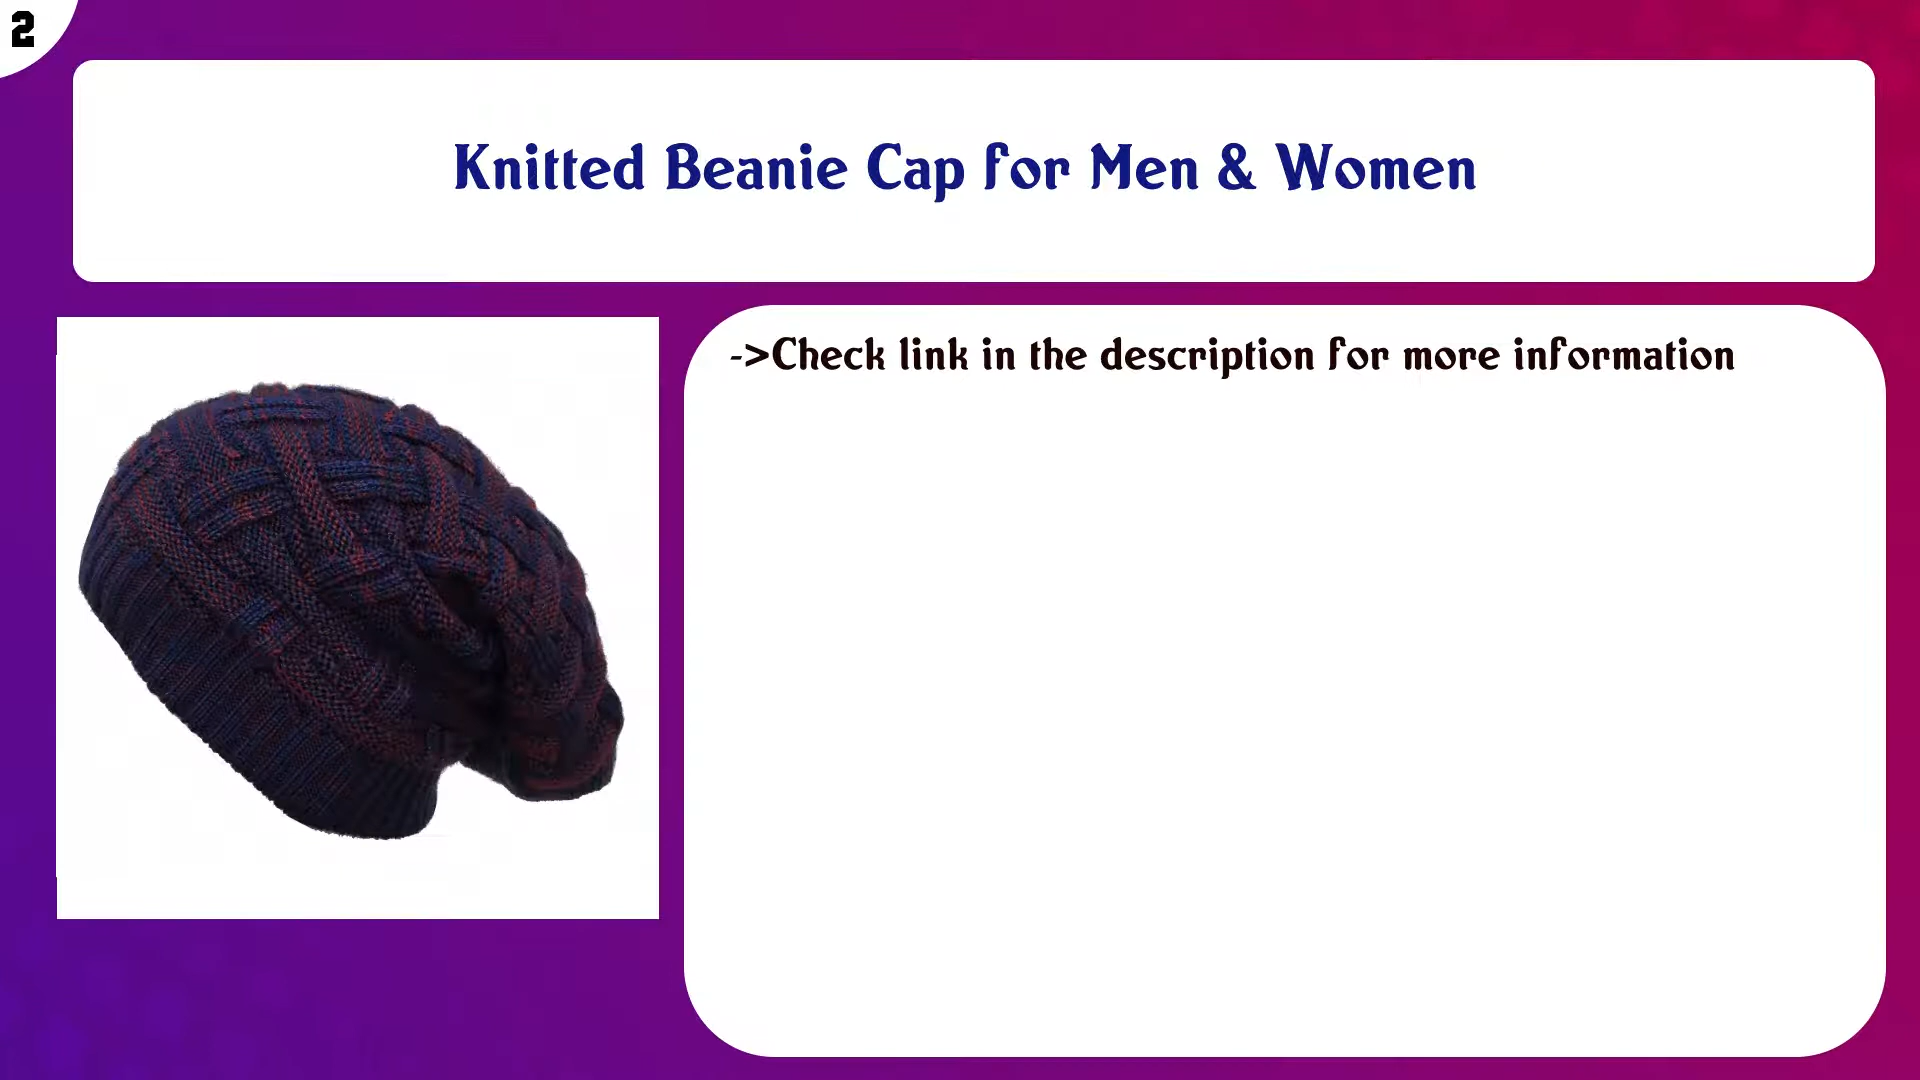 2
Knitted Beanie Cap for Men & Women
->Check link in the description for more information